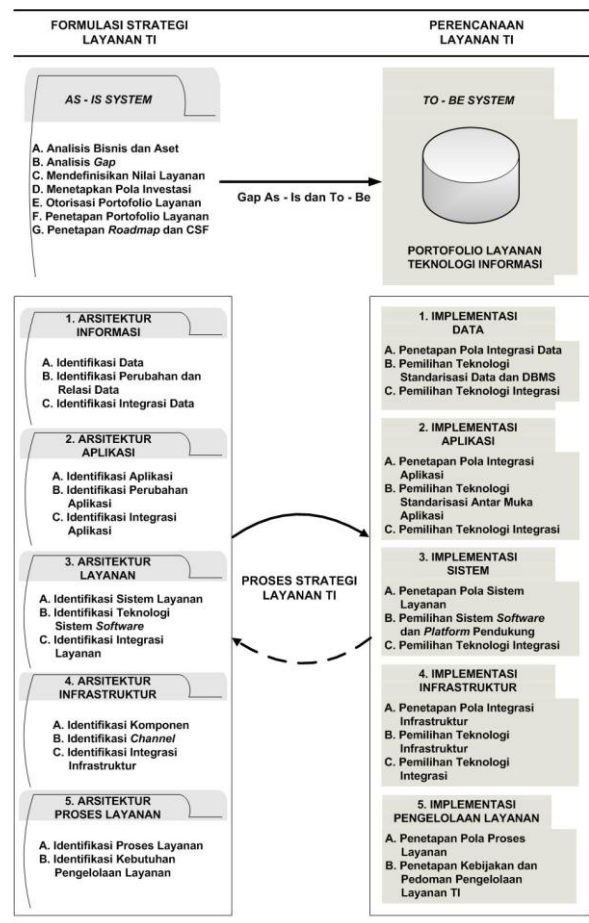 FORMULASI STRATEGI
LAYANAN TI
PERENCANAAN
LAYANAN TI
AS - IS SYSTEM
A. Analisis Bisnis dan Aset
B. Analisis Gap
C. Mendefinisikan Nilai Layanan
D. Menetapkan Pola Investasi
E. Otorisasi Portofolio Layanan
F. Penetapan Portofolio Layanan
G. Penetapan Roadmap dan CSF
Gap As - Is dan To - Be
TO - BE SYSTEM
PORTOFOLIO LAYANAN
TEKNOLOGI INFORMASI
1. ARSITEKTUR
INFORMASI
A. Identifikasi Data
B. Identifikasi Perubahan dan
Relasi Data
C. Identifikasi Integrasi Data
2. ARSITEKTUR
APLIKASI
A. Identifikasi Aplikasi
B. Identifikasi Perubahan
Aplikasi
C. Identifikasi Integrasi
Aplikasi
3. ARSITEKTUR
LAYANAN
A. Identifikasi Sistem Layanan
B. Identifikasi Teknologi
Sistem Software
C. Identifikasi Integrasi
Layanan
4. ARSITEKTUR
INFRASTRUKTUR
A. Identifikasi Komponen
B. Identifikasi Channel
C. Identifikasi Integrasi
Infrastruktur
5. ARSITEKTUR
PROSES LAYANAN
A. Identifikasi Proses Layanan
B. Identifikasi Kebutuhan
Pengelolaan Layanan
PROSES STRATEGI
LAYANAN TI
1. IMPLEMENTASI
DATA
A. Penetapan Pola Integrasi Data
B. Pemilihan Teknologi
Standarisasi Data dan DBMS
C. Pemilihan Teknologi Integrasi
2. IMPLEMENTASI
APLIKASI
A. Penetapan Pola Integrasi
Aplikasi
B. Pemilihan Teknologi
Standarisasi Antar Muka
Aplikasi
C. Pemilihan Teknologi Integrasi
3. IMPLEMENTASI
SISTEM
A. Penetapan Pola Sistem
Layanan
B. Pemilihan Sistem Software
dan Platform Pendukung
C. Pemilihan Teknologi Integrasi
4. IMPLEMENTASI
INFRASTRUKTUR
A. Penetapan Pola Integrasi
Infrastruktur
B. Pemilihan Teknologi
Infrastruktur
C. Pemilihan Teknologi
Integrasi
5. IMPLEMENTASI
PENGELOLAAN LAYANAN
A. Penetapan Pola Proses
Layanan
B. Penetapan Kebijakan dan
Pedoman Pengelolaan
Layanan TI